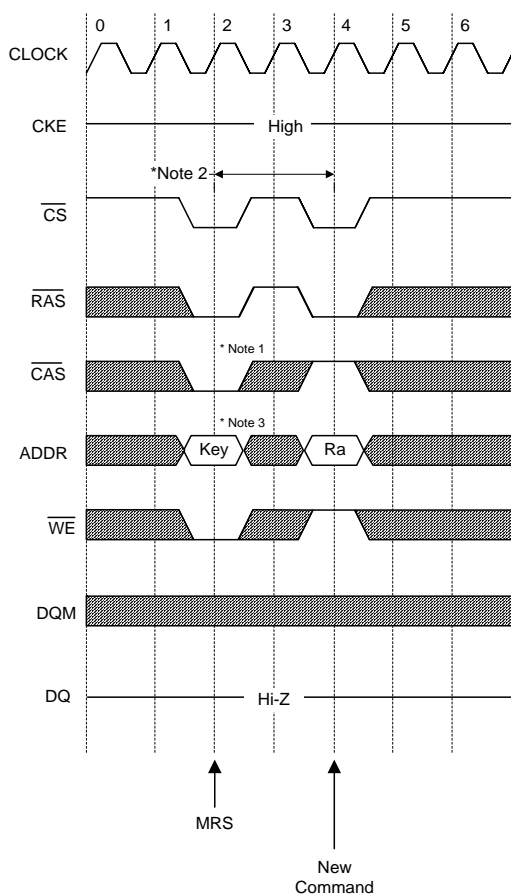 0 1 2 3 4 5 6
CLOCK
CKE
High
*Note 2
CS
RAS
* Note 1
CAS
* Note 3
ADDR
Key
Ra
WE
DQM
DQ
Hi-Z
MRS
New
Command